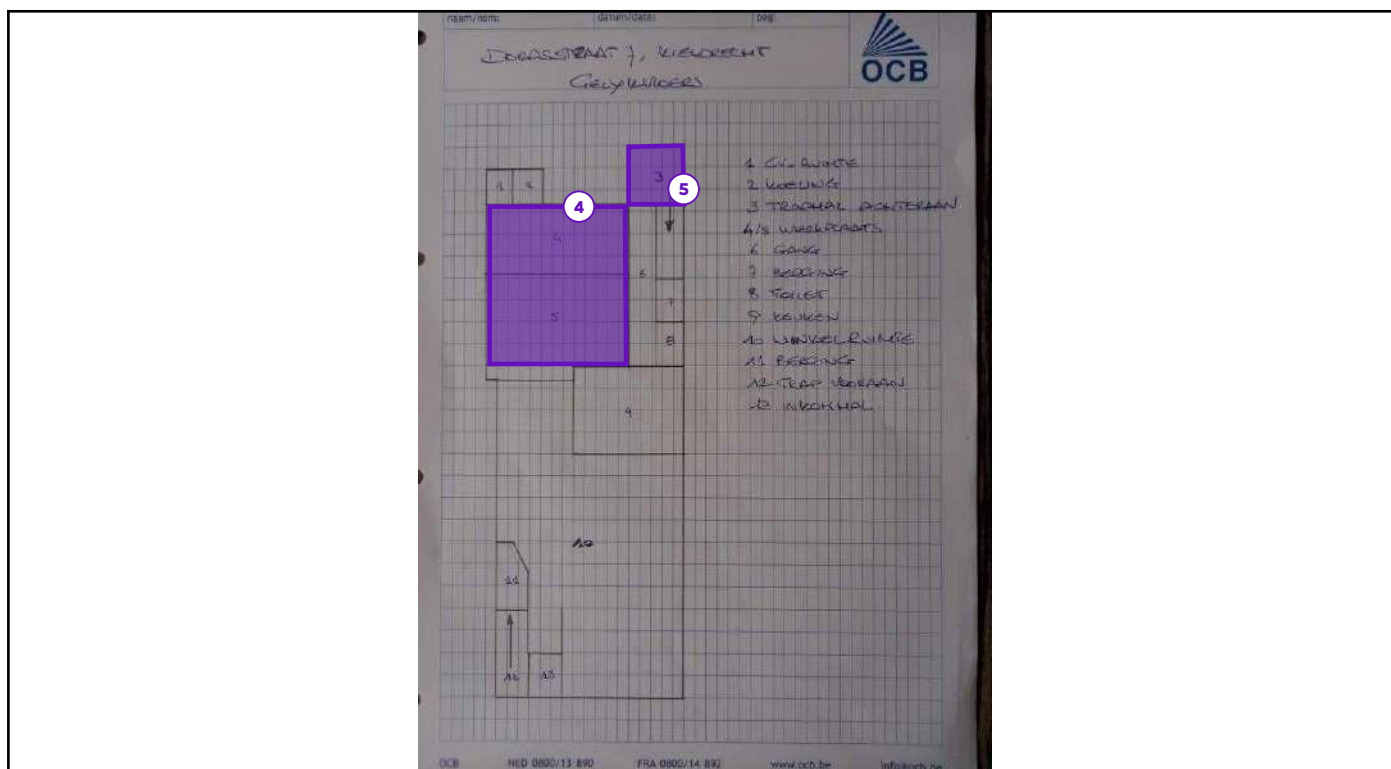 naam/nom:
datum/date:
pag:
DORASSTRAAT 7, KIELDRECHT
GELIJKVLOERS
OCB
3
5
1
2
4
4
6
5
7
8
9
10
11
12
13
1 CV-RUIMTE
2 KOELING
3 TRAPHAL ACHTERAAN
4/5 WERKPLAATS
6 GANG
7 BERGING
8 TOILET
9 KEUKEN
10 WINKELRUIMTE
11 BERGING
12 TRAP VOORAAN
13 INKOMHAL
OCB NED 0800/13 890 FRA 0800/14 892 www.ocb.be info@ocb.be